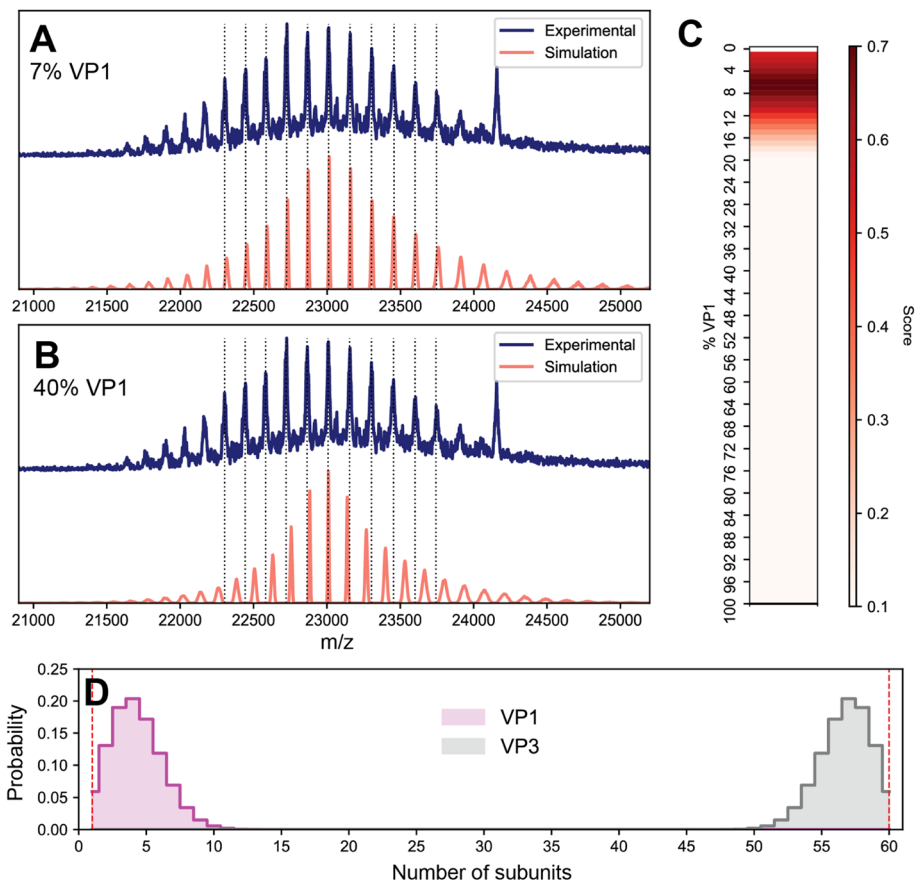 A
7% VP1
Experimental
Simulation
21000 21500 22000 22500 23000 23500 24000 24500 25000
B
40% VP1
Experimental
Simulation
21000 21500 22000 22500 23000 23500 24000 24500 25000
m/z
C
% VP1
0
4
8
12
16
20
24
28
32
36
40
44
48
52
56
60
64
68
72
76
80
84
88
92
96
100
0.7
0.6
0.5
0.4
0.3
0.2
0.1
Score
D
Probability
0.25
0.20
0.15
0.10
0.05
0.00
VP1
VP3
0 5 10 15 20 25 30 35 40 45 50 55 60
Number of subunits